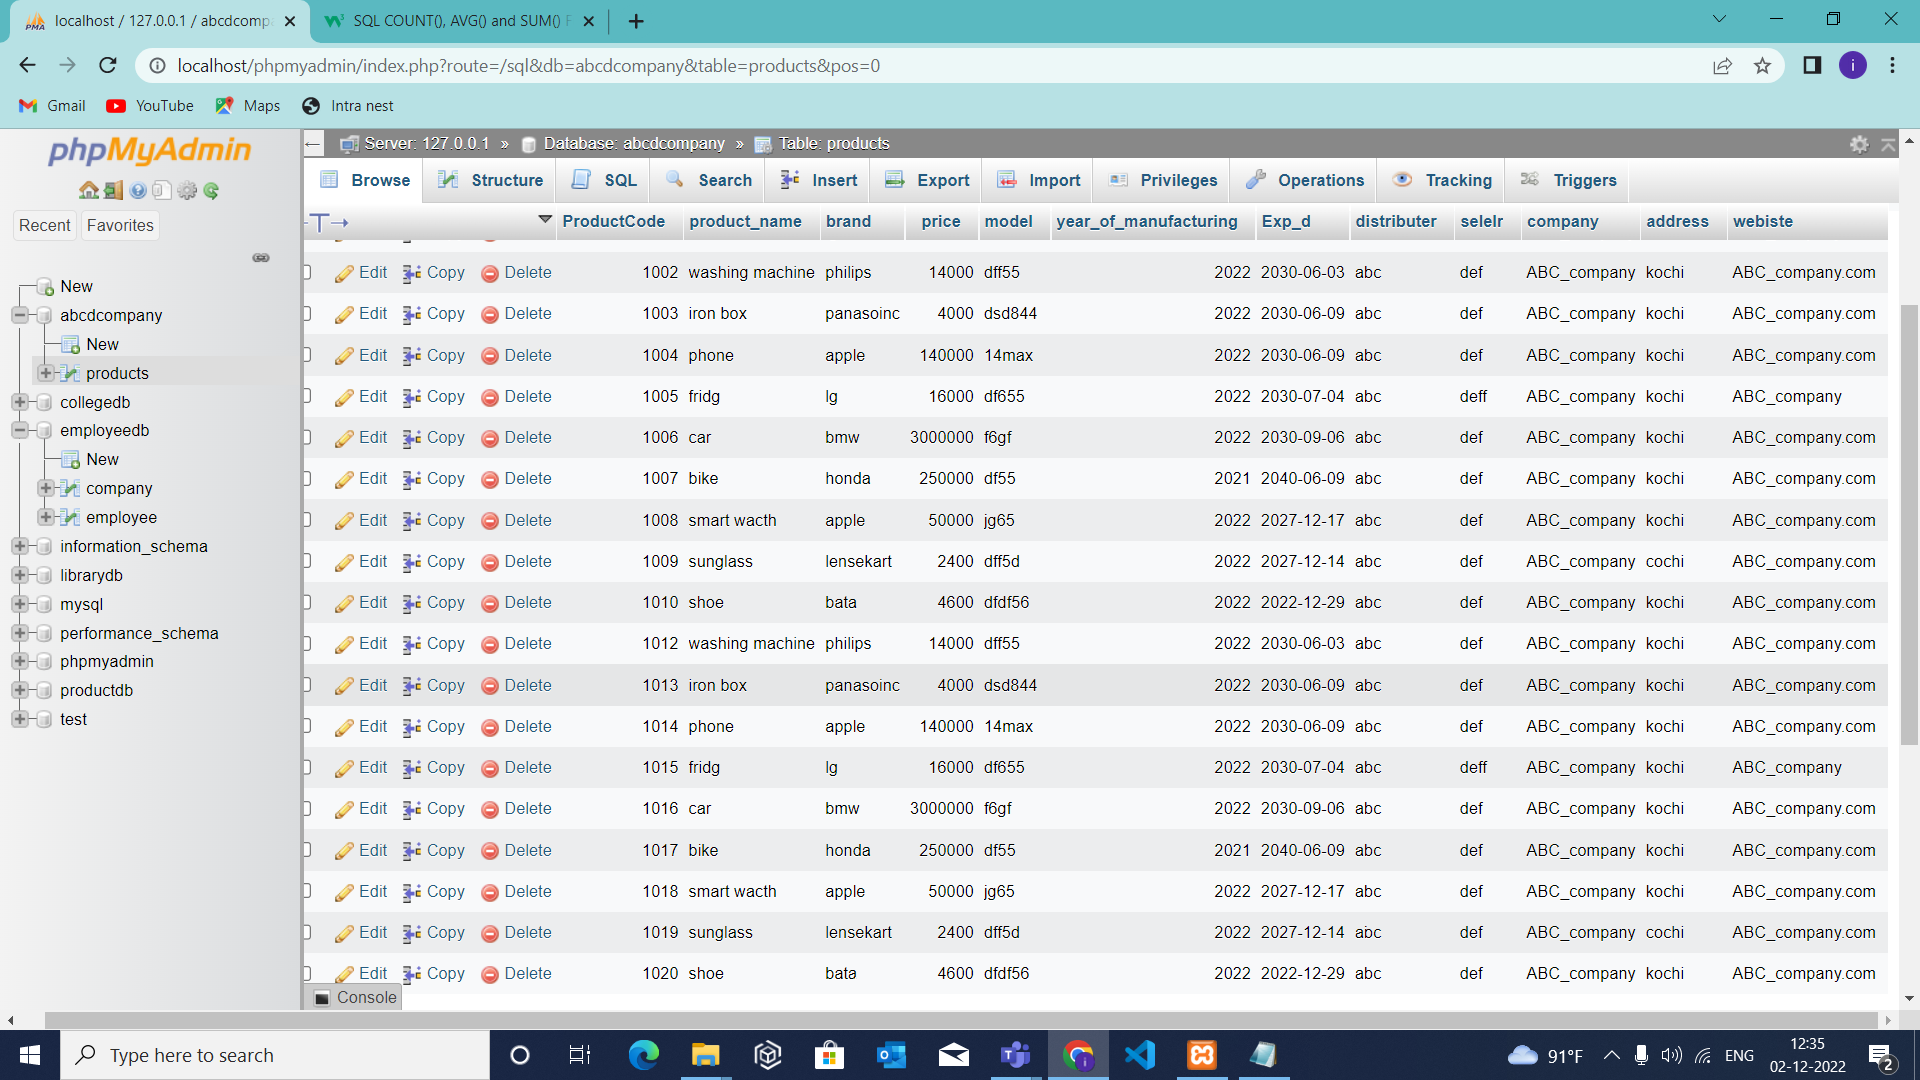 localhost / 127.0.0.1 / abcdcomp
SQL COUNT(), AVG() and SUM() F
localhost/phpmyadmin/index.php?route=/sql&db=abcdcompany&table=products&pos=0
i
Gmail YouTube Maps Intra nest
phpMyAdmin
Recent Favorites
New
abcdcompany
New
products
collegedb
employeedb
New
company
employee
information_schema
librarydb
mysql
performance_schema
phpmyadmin
productdb
test
Server: 127.0.0.1 » Database: abcdcompany » Table: products
Browse Structure SQL Search Insert Export Import Privileges Operations Tracking Triggers
ProductCode product_name brand price model year_of_manufacturing Exp_d distributer selelr company address webiste
Edit Copy Delete 1002 washing machine philips 14000 dff55 2022 2030-06-03 abc def ABC_company kochi ABC_company.com
Edit Copy Delete 1003 iron box panasoinc 4000 dsd844 2022 2030-06-09 abc def ABC_company kochi ABC_company.com
Edit Copy Delete 1004 phone apple 140000 14max 2022 2030-06-09 abc def ABC_company kochi ABC_company.com
Edit Copy Delete 1005 fridg lg 16000 df655 2022 2030-07-04 abc deff ABC_company kochi ABC_company
Edit Copy Delete 1006 car bmw 3000000 f6gf 2022 2030-09-06 abc def ABC_company kochi ABC_company.com
Edit Copy Delete 1007 bike honda 250000 df55 2021 2040-06-09 abc def ABC_company kochi ABC_company.com
Edit Copy Delete 1008 smart wacth apple 50000 jg65 2022 2027-12-17 abc def ABC_company kochi ABC_company.com
Edit Copy Delete 1009 sunglass lensekart 2400 dff5d 2022 2027-12-14 abc def ABC_company cochi ABC_company.com
Edit Copy Delete 1010 shoe bata 4600 dfdf56 2022 2022-12-29 abc def ABC_company kochi ABC_company.com
Edit Copy Delete 1012 washing machine philips 14000 dff55 2022 2030-06-03 abc def ABC_company kochi ABC_company.com
Edit Copy Delete 1013 iron box panasoinc 4000 dsd844 2022 2030-06-09 abc def ABC_company kochi ABC_company.com
Edit Copy Delete 1014 phone apple 140000 14max 2022 2030-06-09 abc def ABC_company kochi ABC_company.com
Edit Copy Delete 1015 fridg lg 16000 df655 2022 2030-07-04 abc deff ABC_company kochi ABC_company
Edit Copy Delete 1016 car bmw 3000000 f6gf 2022 2030-09-06 abc def ABC_company kochi ABC_company.com
Edit Copy Delete 1017 bike honda 250000 df55 2021 2040-06-09 abc def ABC_company kochi ABC_company.com
Edit Copy Delete 1018 smart wacth apple 50000 jg65 2022 2027-12-17 abc def ABC_company kochi ABC_company.com
Edit Copy Delete 1019 sunglass lensekart 2400 dff5d 2022 2027-12-14 abc def ABC_company cochi ABC_company.com
Edit Copy Delete 1020 shoe bata 4600 dfdf56 2022 2022-12-29 abc def ABC_company kochi ABC_company.com
Console
Type here to search
91°F ENG
12:35
02-12-2022
2